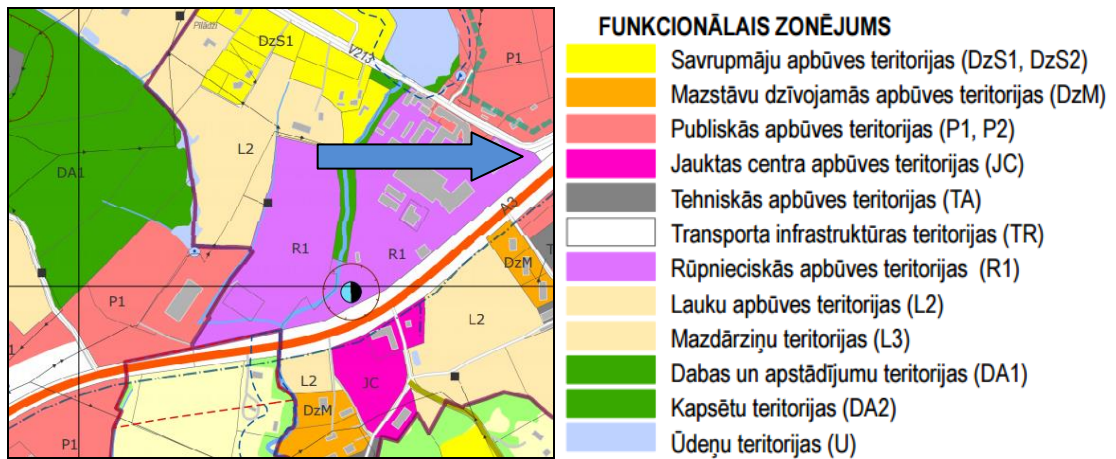 Pīlādži
DzS1
V213
P1
L2
DA1
A3
R1
R1
DzM
P1
L2
L2
JC
DzM
P1
FUNKCIONĀLAIS ZONĒJUMS
Savrupmāju apbūves teritorijas (DzS1, DzS2)
Mazstāvu dzīvojamās apbūves teritorijas (DzM)
Publiskās apbūves teritorijas (P1, P2)
Jauktas centra apbūves teritorijas (JC)
Tehniskās apbūves teritorijas (TA)
Transporta infrastruktūras teritorijas (TR)
Rūpnieciskās apbūves teritorijas (R1)
Lauku apbūves teritorijas (L2)
Mazdārziņu teritorijas (L3)
Dabas un apstādījumu teritorijas (DA1)
Kapsētu teritorijas (DA2)
Ūdeņu teritorijas (U)